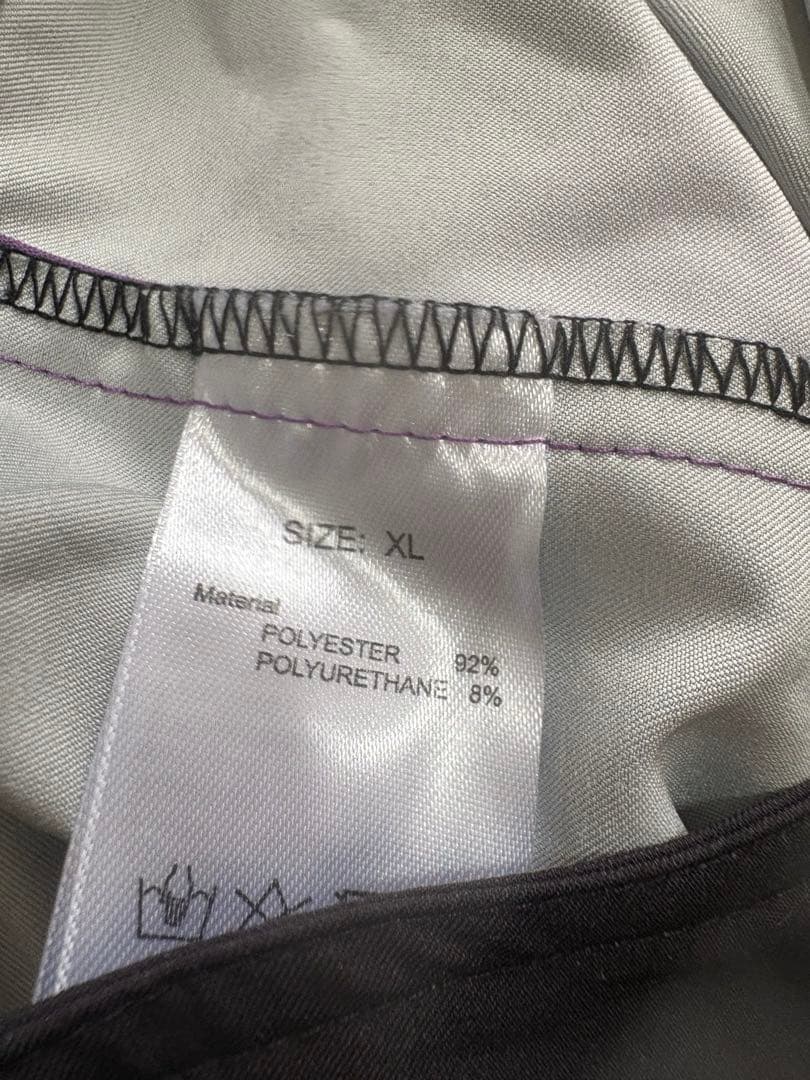 SIZE: XL
Material
POLYESTER 92%
POLYURETHANE 8%